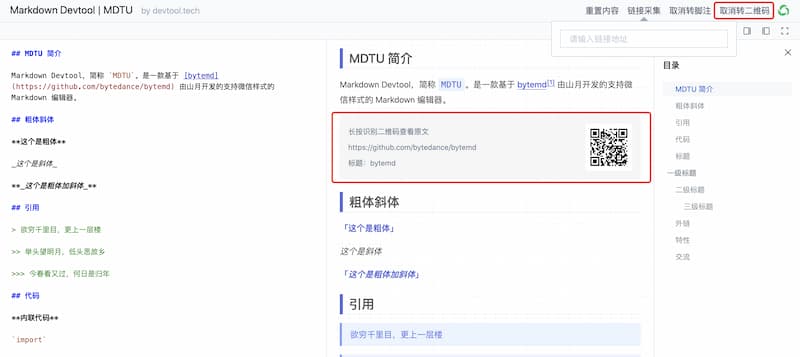 Markdown Devtool | MDTU by devtool.tech
重置内容 链接采集 取消转脚注 取消转二维码
请输入链接地址
## MDTU 简介
Markdown Devtool，简称 `MDTU`，是一款基于 [bytemd]
(https://github.com/bytedance/bytemd) 由山月开发的支持微信样式的
Markdown 编辑器。
## 粗体斜体
**这个是粗体**
_这个是斜体_
**_这个是粗体加斜体_**
## 引用
> 欲穷千里目，更上一层楼
>> 举头望明月，低头思故乡
>>> 今春看又过，何日是归年
## 代码
**内联代码**
`import`
MDTU 简介
Markdown Devtool，简称 MDTU，是一款基于 bytemd[1] 由山月开发的支持微
信样式的 Markdown 编辑器。
长按识别二维码查看原文
https://github.com/bytedance/bytemd
标题：bytemd
粗体斜体
「这个是粗体」
这个是斜体
「这个是粗体加斜体」
引用
欲穷千里目，更上一层楼
目录
MDTU 简介
粗体斜体
引用
代码
标题
一级标题
二级标题
三级标题
外链
特性
交流